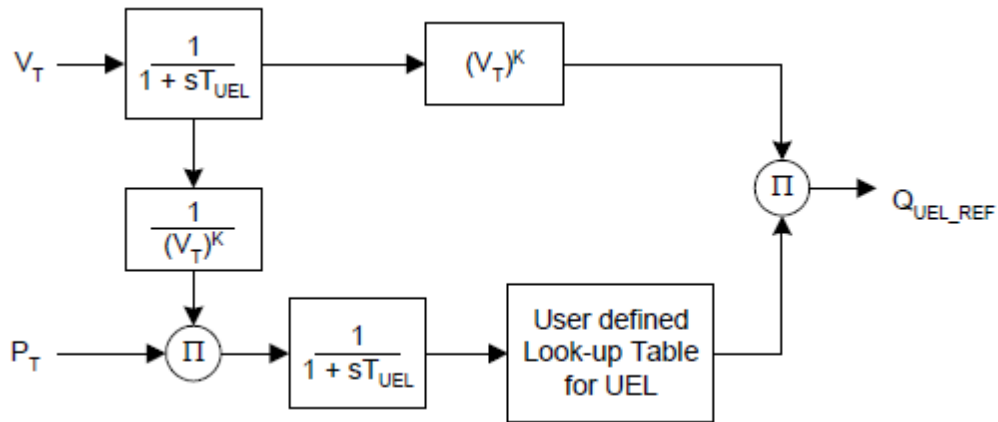 V_T
1
1 + sT_UEL
(V_T)^K
1
(V_T)^K
Π
Q_UEL_REF
P_T
Π
1
1 + sT_UEL
User defined
Look-up Table
for UEL